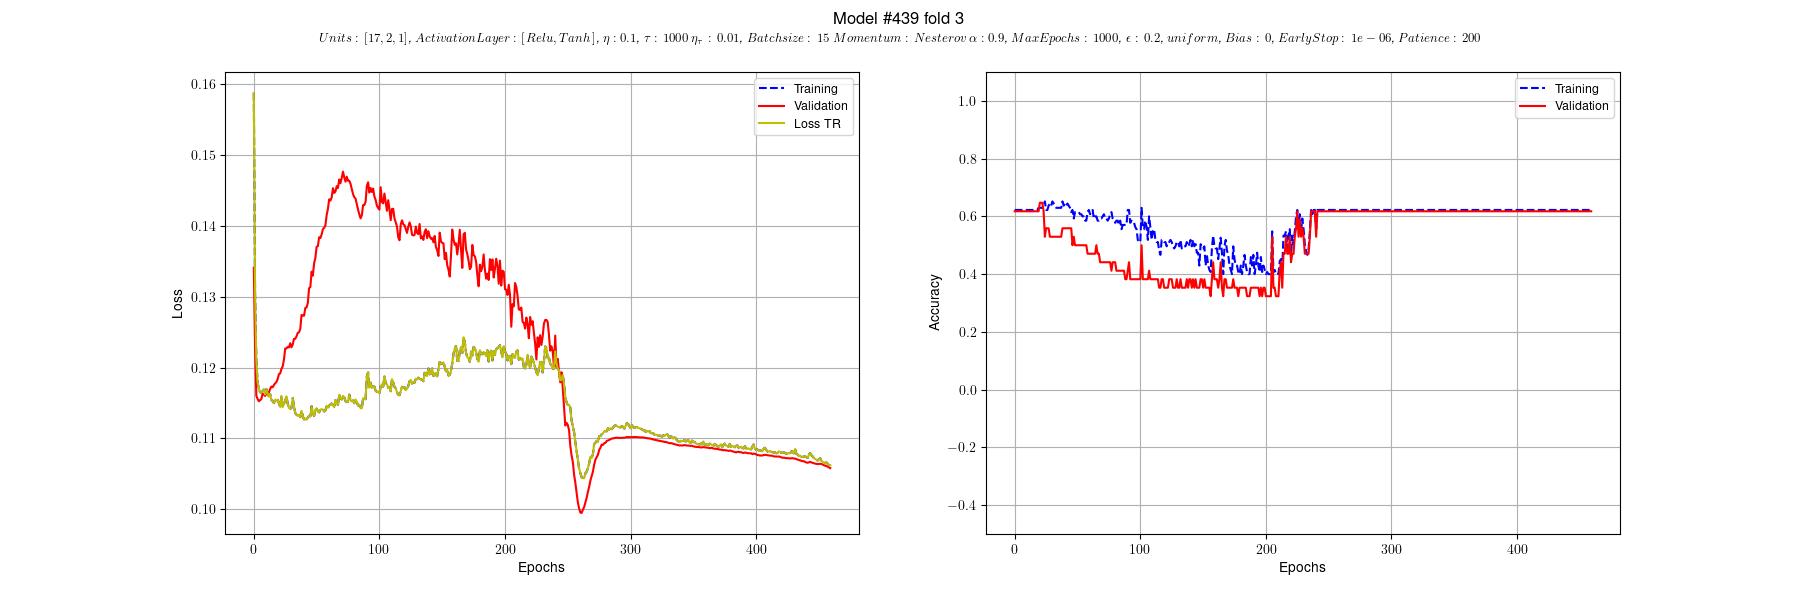 Model #439 fold 3
Units : [17, 2, 1], ActivationLayer : [Relu, Tanh], η : 0.1, τ : 1000 ητ : 0.01, Batchsize : 15 Momentum : Nesterov α : 0.9, MaxEpochs : 1000, ϵ : 0.2, uniform, Bias : 0, EarlyStop : 1e − 06, Patience : 200
0.16
0.15
0.14
0.13
0.12
0.11
0.10
Loss
0 100 200 300 400
Epochs
Training
Validation
Loss TR
1.0
0.8
0.6
0.4
0.2
0.0
−0.2
−0.4
Accuracy
0 100 200 300 400
Epochs
Training
Validation